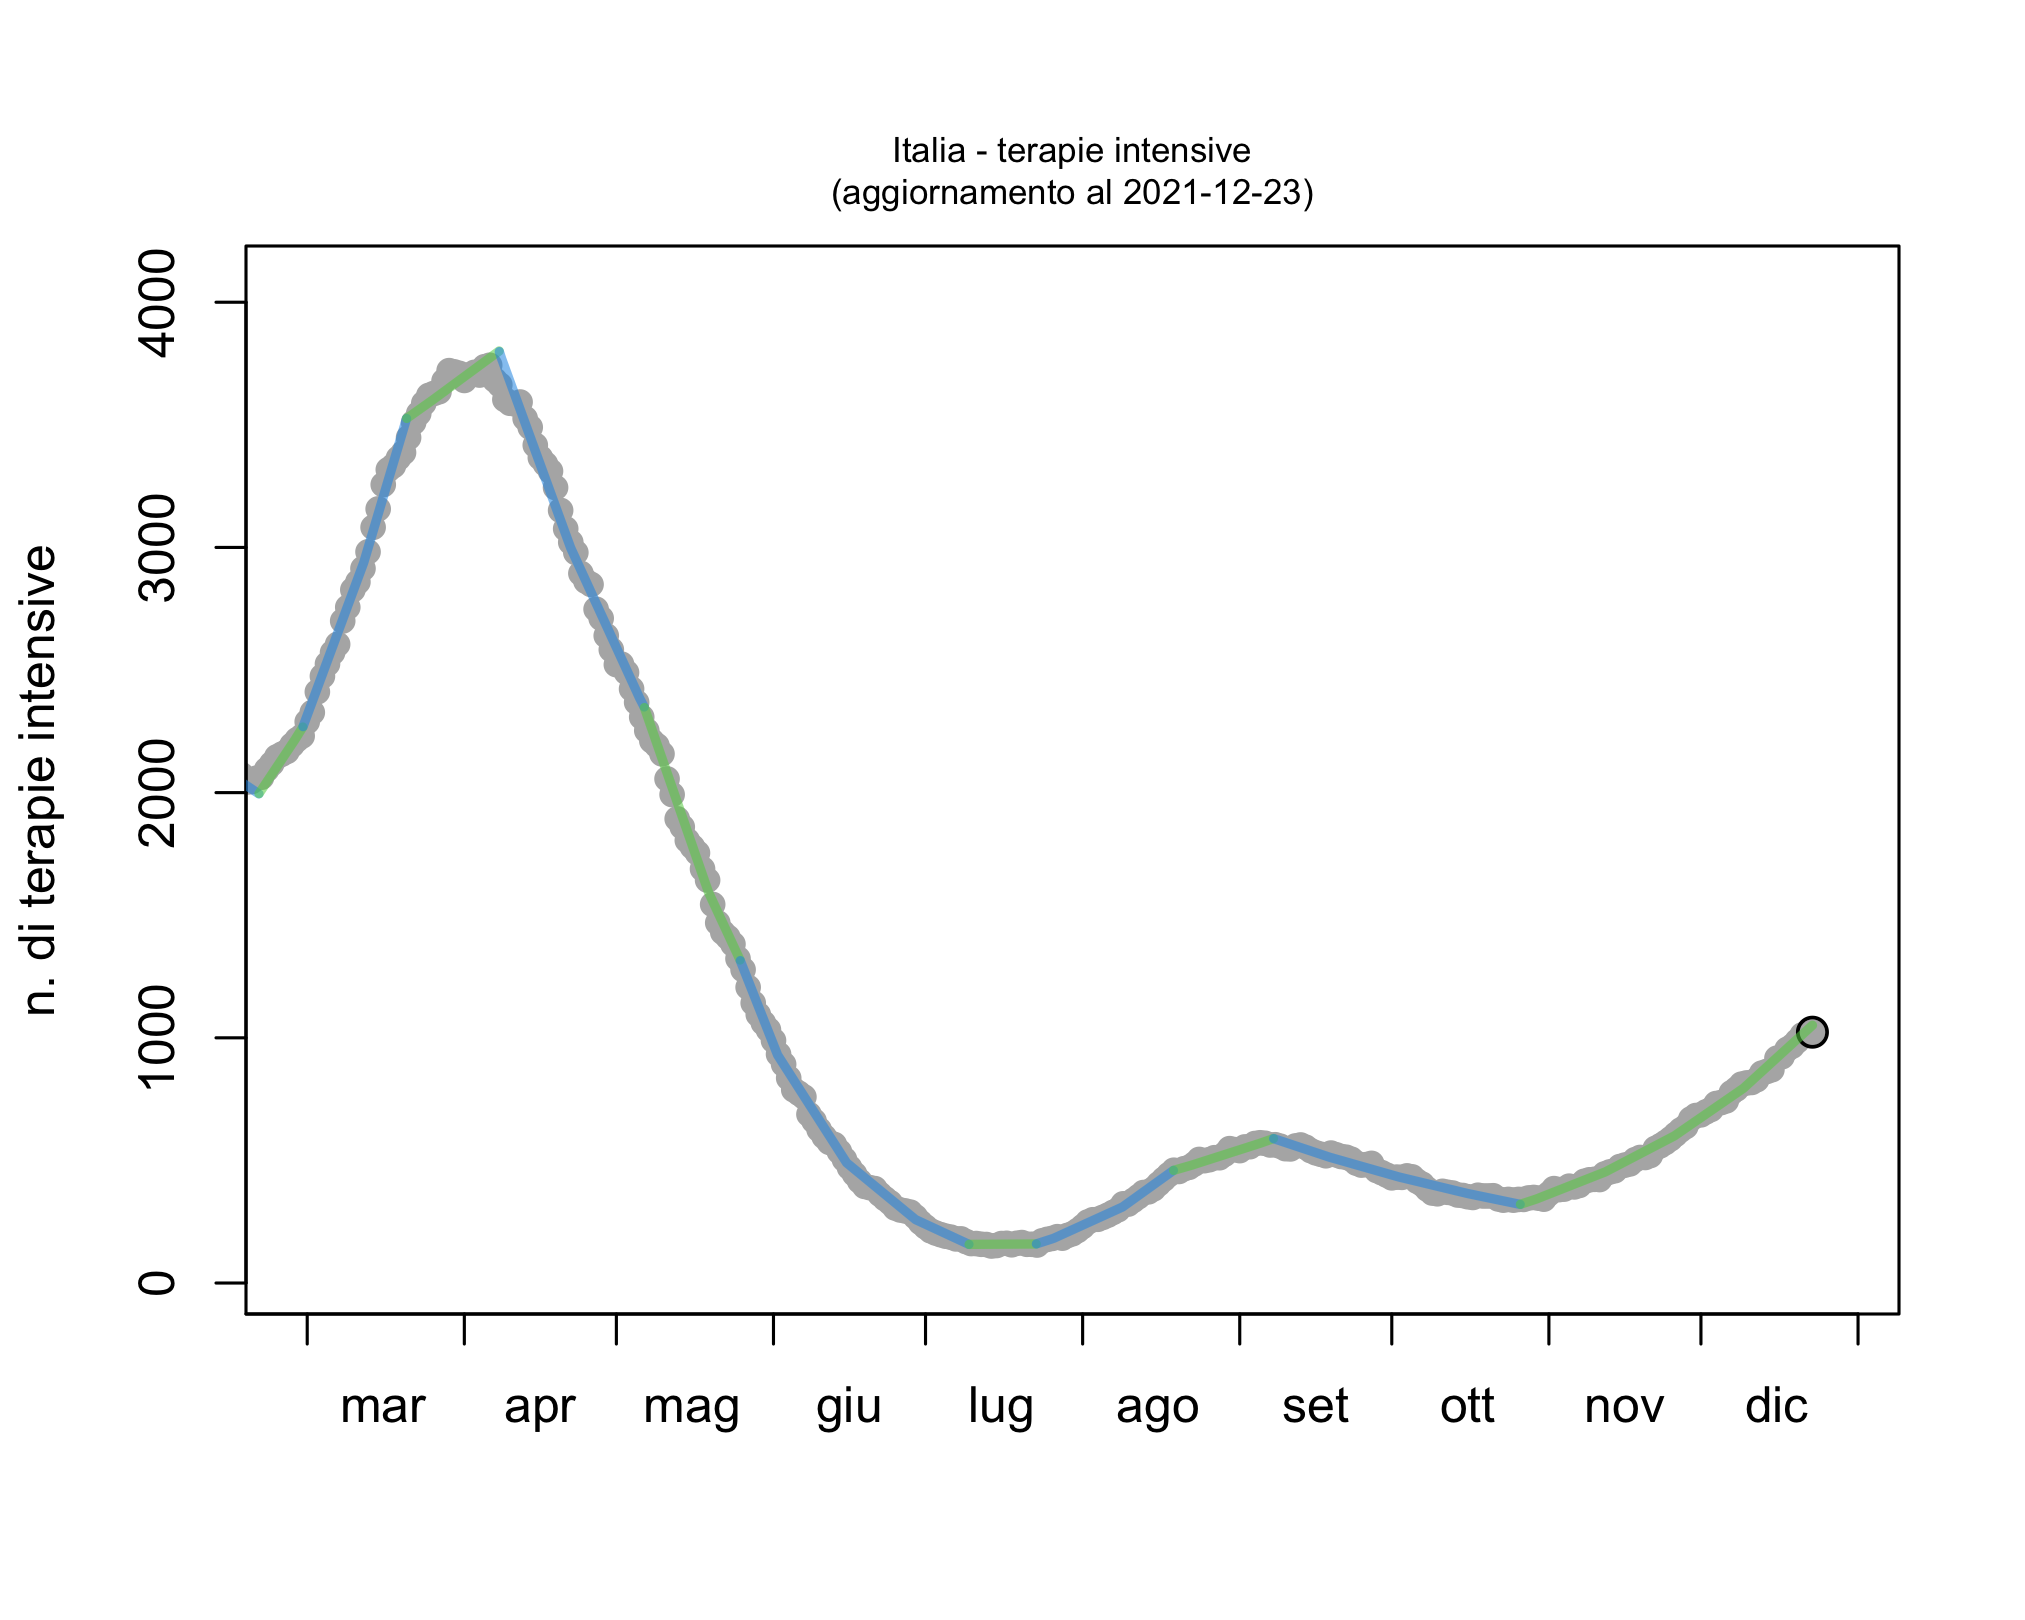 Italia - terapie intensive
(aggiornamento al 2021-12-23)
n. di terapie intensive
4000
3000
2000
1000
0
mar apr mag giu lug ago set ott nov dic